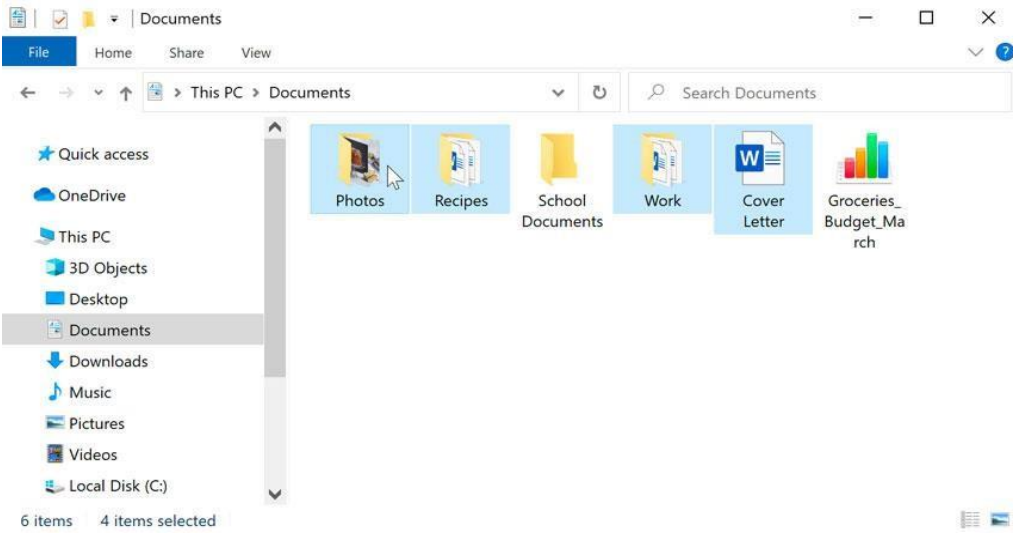 Documents
File Home Share View
?
This PC > Documents
Search Documents
Quick access
OneDrive
This PC
3D Objects
Desktop
Documents
Downloads
Music
Pictures
Videos
Local Disk (C:)
Photos
Recipes
School
Documents
Work
W
Cover
Letter
Groceries_
Budget_Ma
rch
6 items 4 items selected